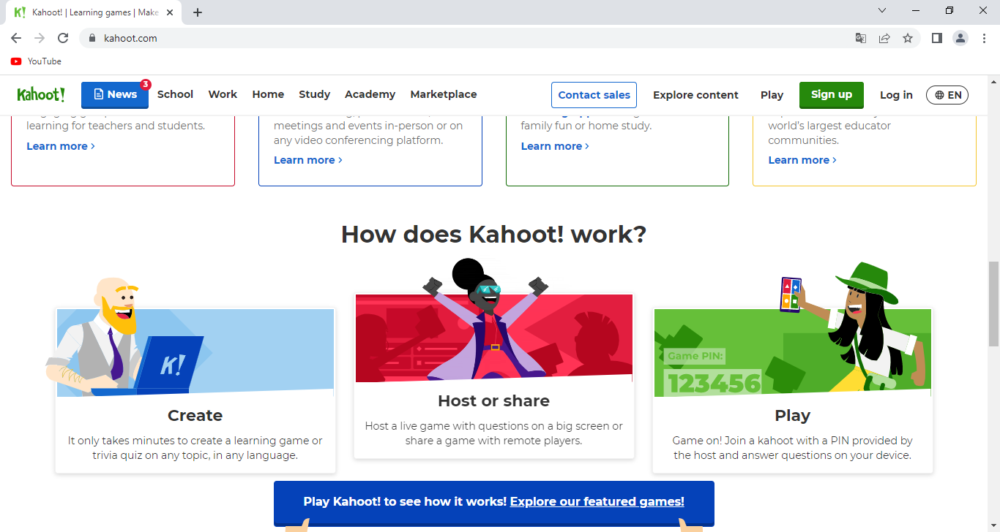 Kahoot! | Learning games | Make
kahoot.com
YouTube
Kahoot!
News 3
School
Work
Home
Study
Academy
Marketplace
Contact sales
Explore content
Play
Sign up
Log in
EN
learning for teachers and students.
Learn more >
meetings and events in-person or on
any video conferencing platform.
Learn more >
family fun or home study.
Learn more >
world's largest educator
communities.
Learn more >
How does Kahoot! work?
K!
Create
It only takes minutes to create a learning game or
trivia quiz on any topic, in any language.
Host or share
Host a live game with questions on a big screen or
share a game with remote players.
Game PIN:
123456
Play
Game on! Join a kahoot with a PIN provided by
the host and answer questions on your device.
Play Kahoot! to see how it works! Explore our featured games!